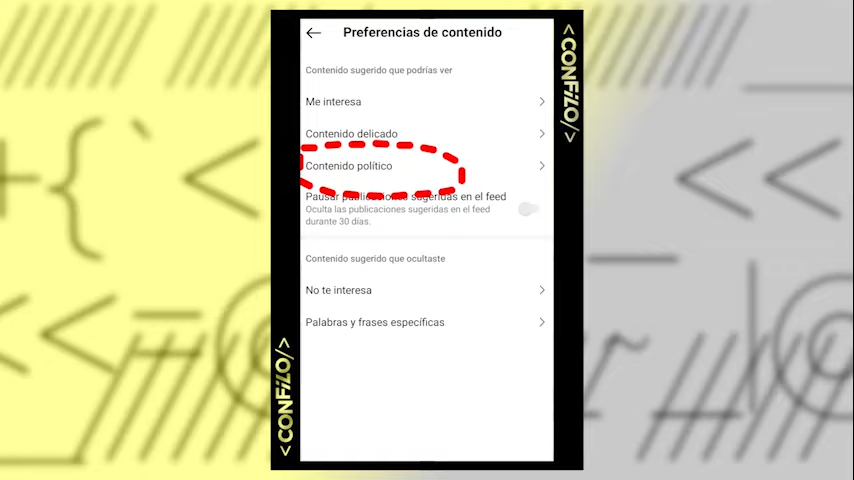 Preferencias de contenido
Contenido sugerido que podrías ver
Me interesa
Contenido delicado
Contenido político
Pausar publicaciones sugeridas en el feed
Oculta las publicaciones sugeridas en el feed
durante 30 días.
Contenido sugerido que ocultaste
No te interesa
Palabras y frases específicas
<CONFILO/>
<CONFILO/>